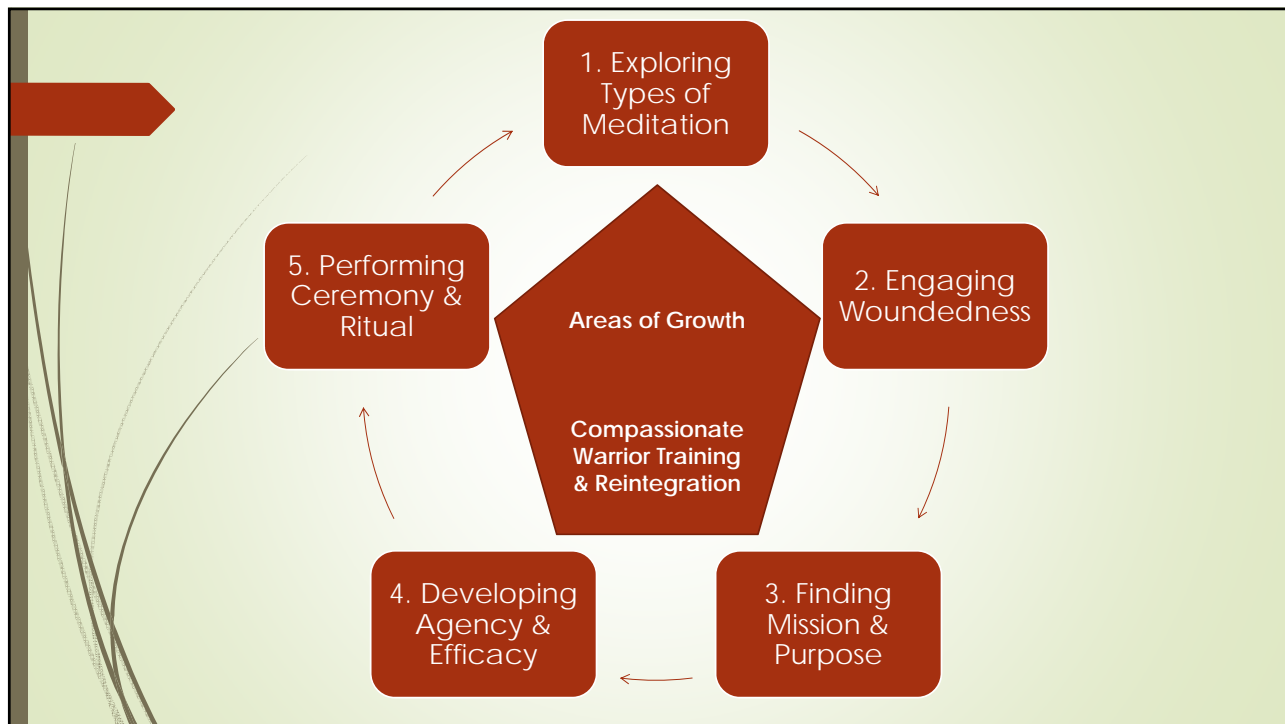 1. Exploring
Types of
Meditation
2. Engaging
Woundedness
3. Finding
Mission &
Purpose
4. Developing
Agency &
Efficacy
5. Performing
Ceremony &
Ritual
Areas of Growth
Compassionate
Warrior Training
& Reintegration